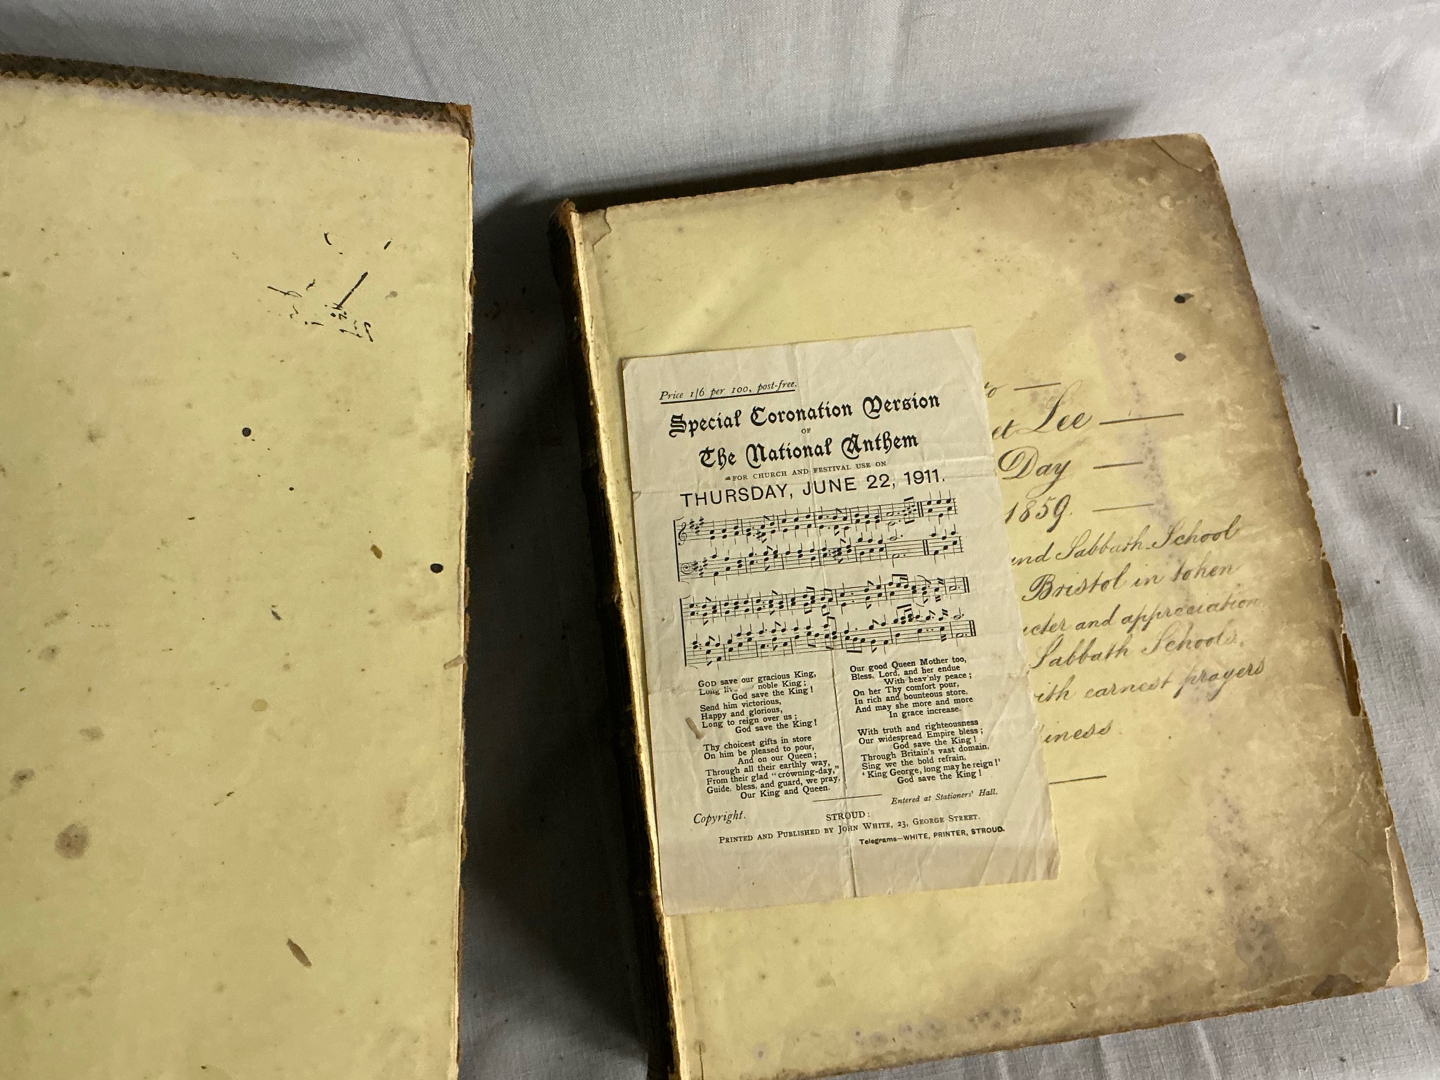 Price 1/6 per 100, post-free.
Special Coronation Version
OF
The National Anthem
FOR CHURCH AND FESTIVAL USE ON
THURSDAY, JUNE 22, 1911.
GOD save our gracious King,
Long noble King;
God save the King!
Send him victorious,
Happy and glorious,
Long to reign over us;
God save the King!
Thy choicest gifts in store
On him be pleased to pour,
And on our Queen;
Through all their earthly way,
From their glad "crowning-day,"
Guide, bless, and guard, we pray,
Our King and Queen.
Our good Queen Mother too,
Bless, Lord, and her endue
With heav'nly peace;
On her Thy comfort pour,
In rich and bounteous store,
And may she more and more
In grace increase.
With truth and righteousness
Our widespread Empire bless;
God save the King!
Through Britain's vast domain,
Sing we the bold refrain,
'King George, long may he reign!'
God save the King!
Entered at Stationers' Hall.
Copyright.
STROUD:
PRINTED AND PUBLISHED BY JOHN WHITE, 23, GEORGE STREET.
Telegrams—WHITE, PRINTER, STROUD.
to
Lee
Day
1859.
Sabbath School
Bristol in token
and appreciation
Sabbath Schools,
earnest prayers